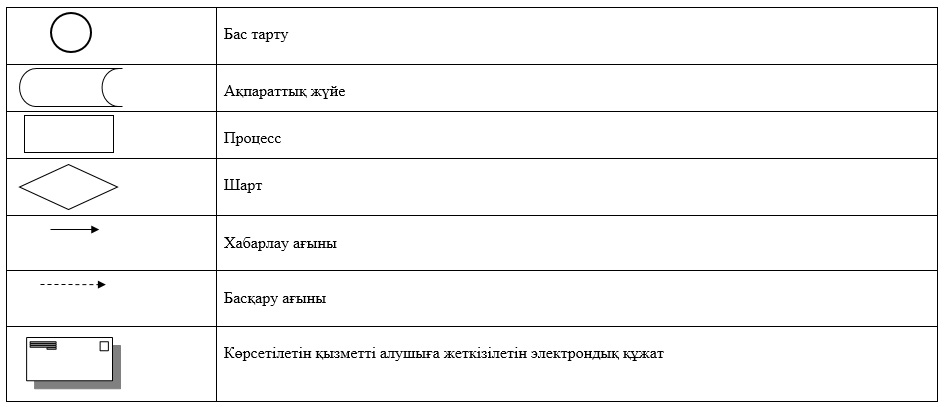 Бас тарту
Ақпараттық жүйе
Процесс
Шарт
Хабарлау ағыны
Басқару ағыны
Көрсетілетін қызметті алушыға жеткізілетін электрондық құжат